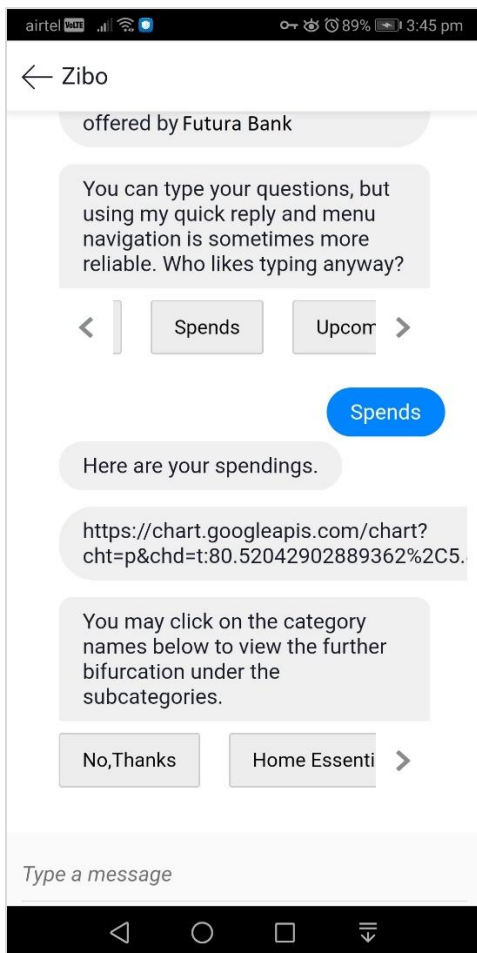 airtel VoLTE 89% 3:45 pm
Zibo
offered by Futura Bank
You can type your questions, but
using my quick reply and menu
navigation is sometimes more
reliable. Who likes typing anyway?
Spends Upcom
Spends
Here are your spendings.
https://chart.googleapis.com/chart?
cht=p&chd=t:80.52042902889362%2C5.
You may click on the category
names below to view the further
bifurcation under the
subcategories.
No,Thanks Home Essenti
Type a message